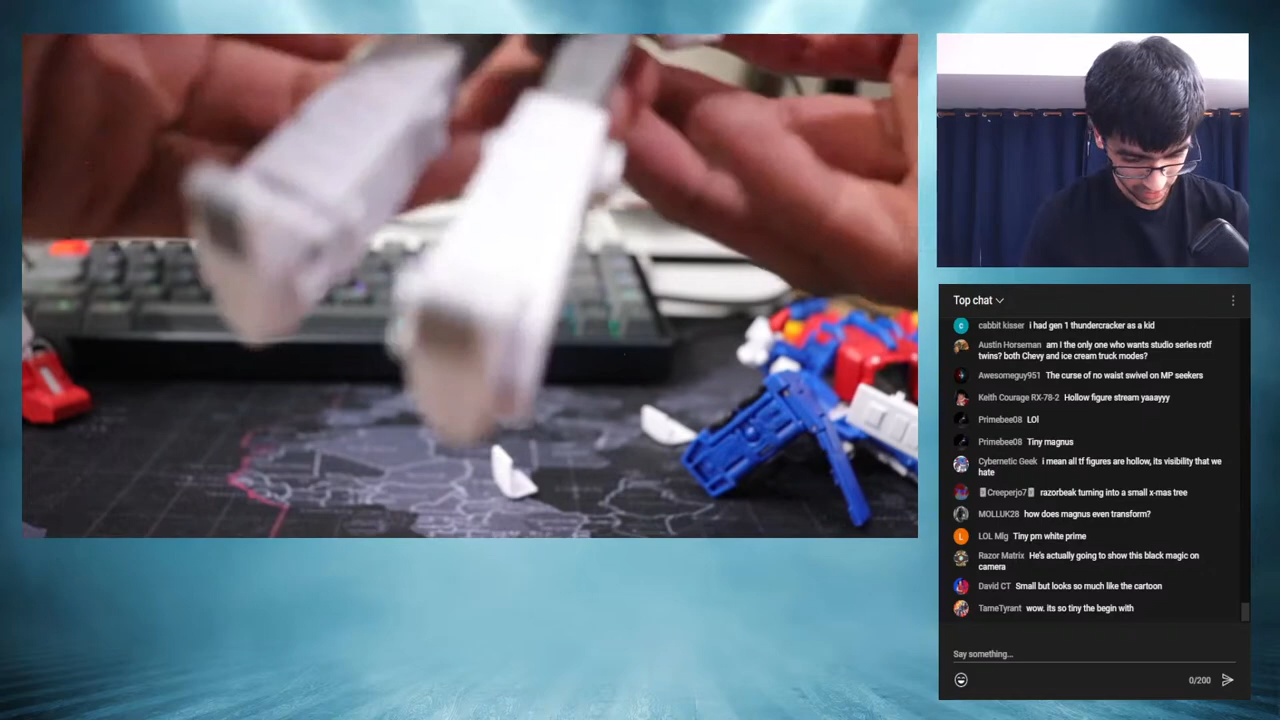 Top chat
cabbit kisser i had gen 1 thundercracker as a kid
Austin Horseman am I the only one who wants studio series rotf
twins? both Chevy and ice cream truck modes?
Awesomeguy951 The curse of no waist swivel on MP seekers
Keith Courage RX-78-2 Hollow figure stream yaaayyy
Primebee08 LOl
Primebee08 Tiny magnus
Cybernetic Geek i mean all tf figures are hollow, its visibility that we
hate
Creeperjo7 razorbeak turning into a small x-mas tree
MOLLUK28 how does magnus even transform?
LOL Mig Tiny pm white prime
Razor Matrix He's actually going to show this black magic on
camera
David CT Small but looks so much like the cartoon
TameTyrant wow. its so tiny the begin with
Say something...
0/200